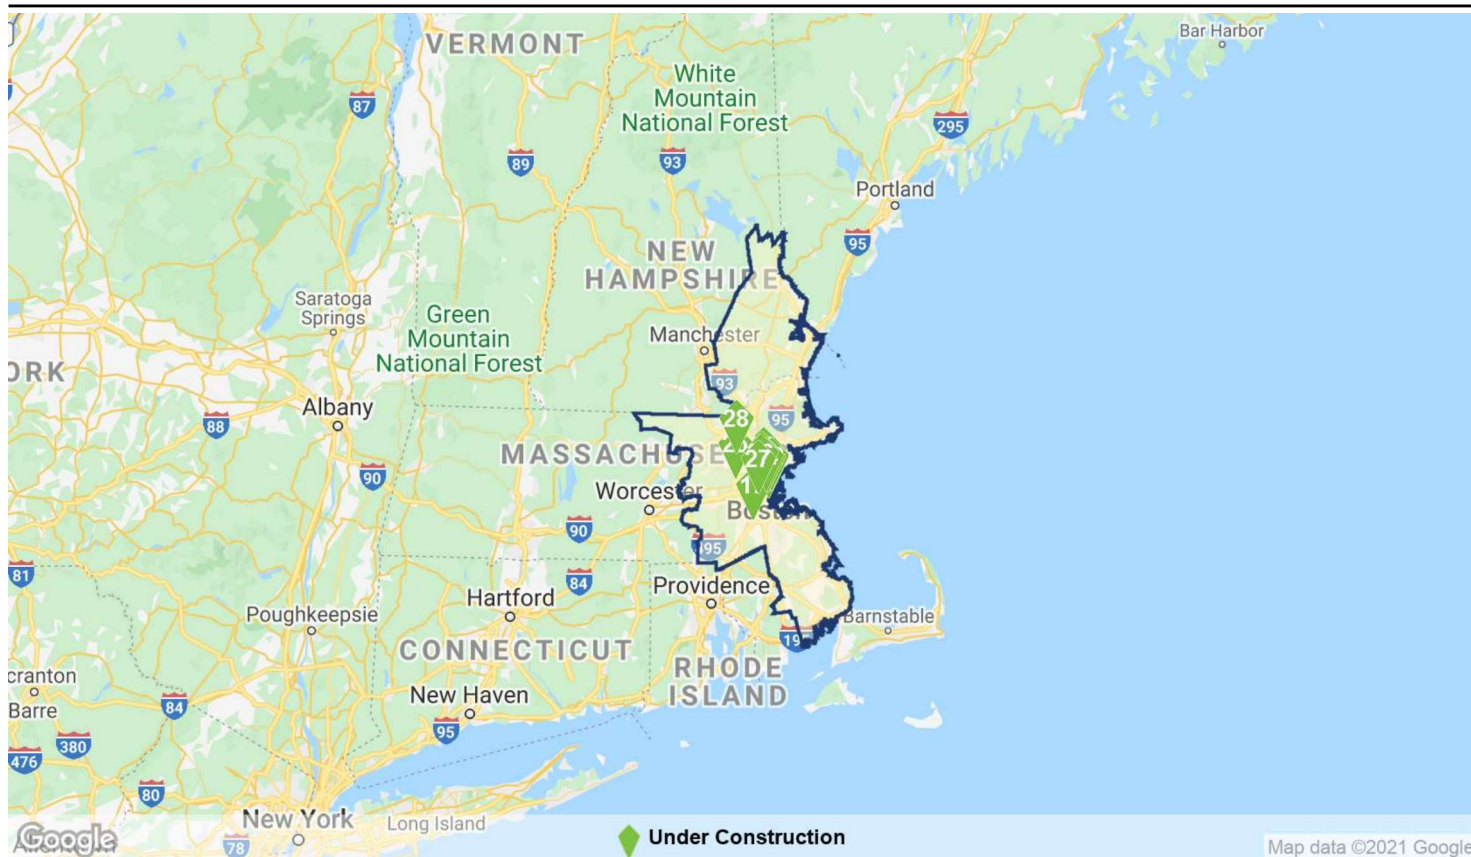 VERMONT
Bar Harbor
White
Mountain
National Forest
87
295
89
93
Portland
95
NEW
HAMPSHIRE
Saratoga
Springs
Green
Mountain
National Forest
Manchester
ORK
93
Albany
28
95
88
MASSACHUSE
27
90
1
Worcester
Boston
90
495
81
84
Providence
Hartford
Poughkeepsie
Barnstable
195
CONNECTICUT
RHODE
ISLAND
cranton
Barre
New Haven
84
95
380
476
80
New York
Long Island
Google
78
Under Construction
Map data ©2021 Google